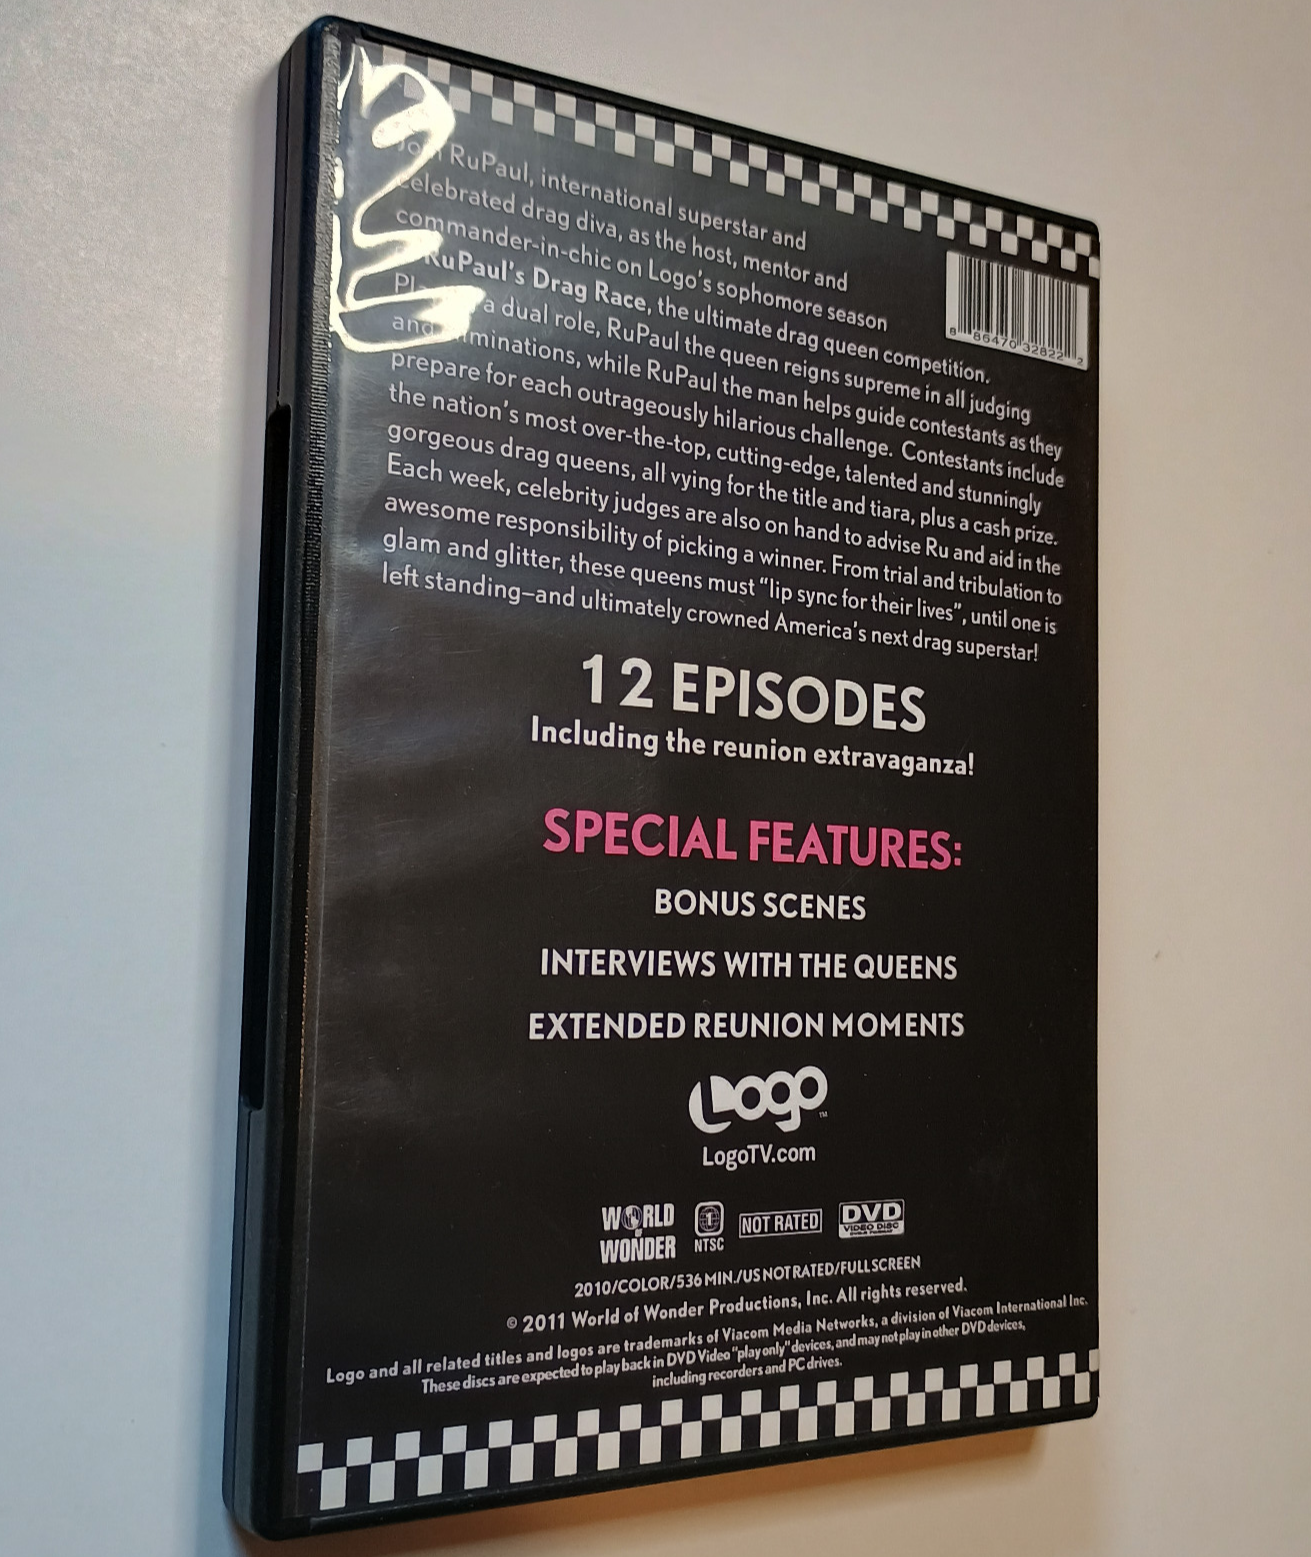 Join RuPaul, international superstar and
celebrated drag diva, as the host, mentor and
commander-in-chic on Logo's sophomore season
RuPaul's Drag Race, the ultimate drag queen competition.
a dual role, RuPaul the queen reigns supreme in all judging
and eliminations, while RuPaul the man helps guide contestants as they
prepare for each outrageously hilarious challenge. Contestants include
the nation's most over-the-top, cutting-edge, talented and stunningly
gorgeous drag queens, all vying for the title and tiara, plus a cash prize.
Each week, celebrity judges are also on hand to advise Ru and aid in the
awesome responsibility of picking a winner. From trial and tribulation to
glam and glitter, these queens must "lip sync for their lives", until one is
left standing–and ultimately crowned America's next drag superstar!
8 86470 32822 2
12 EPISODES
Including the reunion extravaganza!
SPECIAL FEATURES:
BONUS SCENES
INTERVIEWS WITH THE QUEENS
EXTENDED REUNION MOMENTS
Logo™
LogoTV.com
WORLD OF WONDER
1 NTSC
NOT RATED
DVD VIDEO DISC
2010/COLOR/536 MIN./US NOT RATED/FULL SCREEN
© 2011 World of Wonder Productions, Inc. All rights reserved.
Logo and all related titles and logos are trademarks of Viacom Media Networks, a division of Viacom International Inc.
These discs are expected to play back in DVD Video "play only" devices, and may not play in other DVD devices,
including recorders and PC drives.